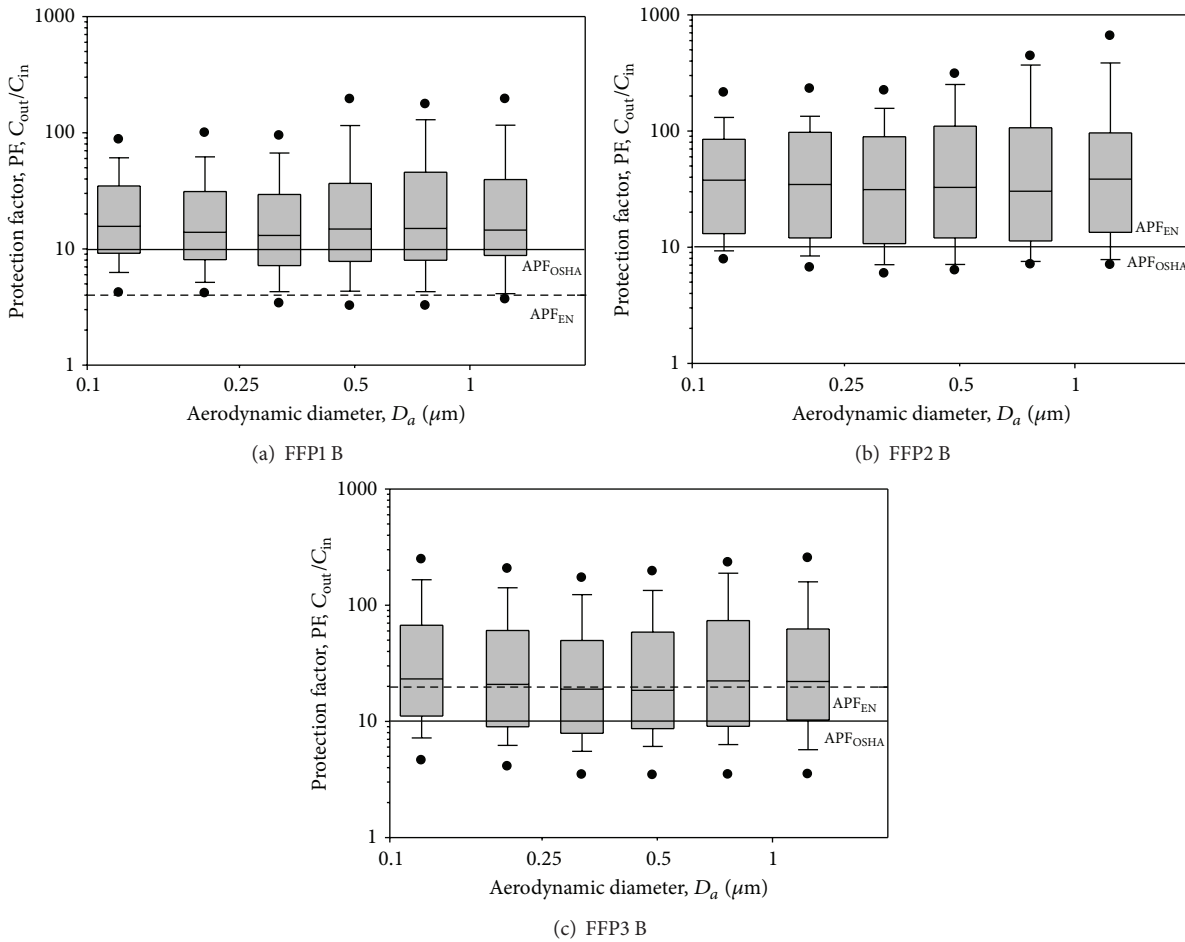 Protection factor, PF, C_out/C_in
1000
100
10
1
APF_OSHA
APF_EN
0.1 0.25 0.5 1
Aerodynamic diameter, D_a (μm)
(a) FFP1 B
Protection factor, PF, C_out/C_in
1000
100
10
1
APF_EN
APF_OSHA
0.1 0.25 0.5 1
Aerodynamic diameter, D_a (μm)
(b) FFP2 B
Protection factor, PF, C_out/C_in
1000
100
10
1
APF_EN
APF_OSHA
0.1 0.25 0.5 1
Aerodynamic diameter, D_a (μm)
(c) FFP3 B